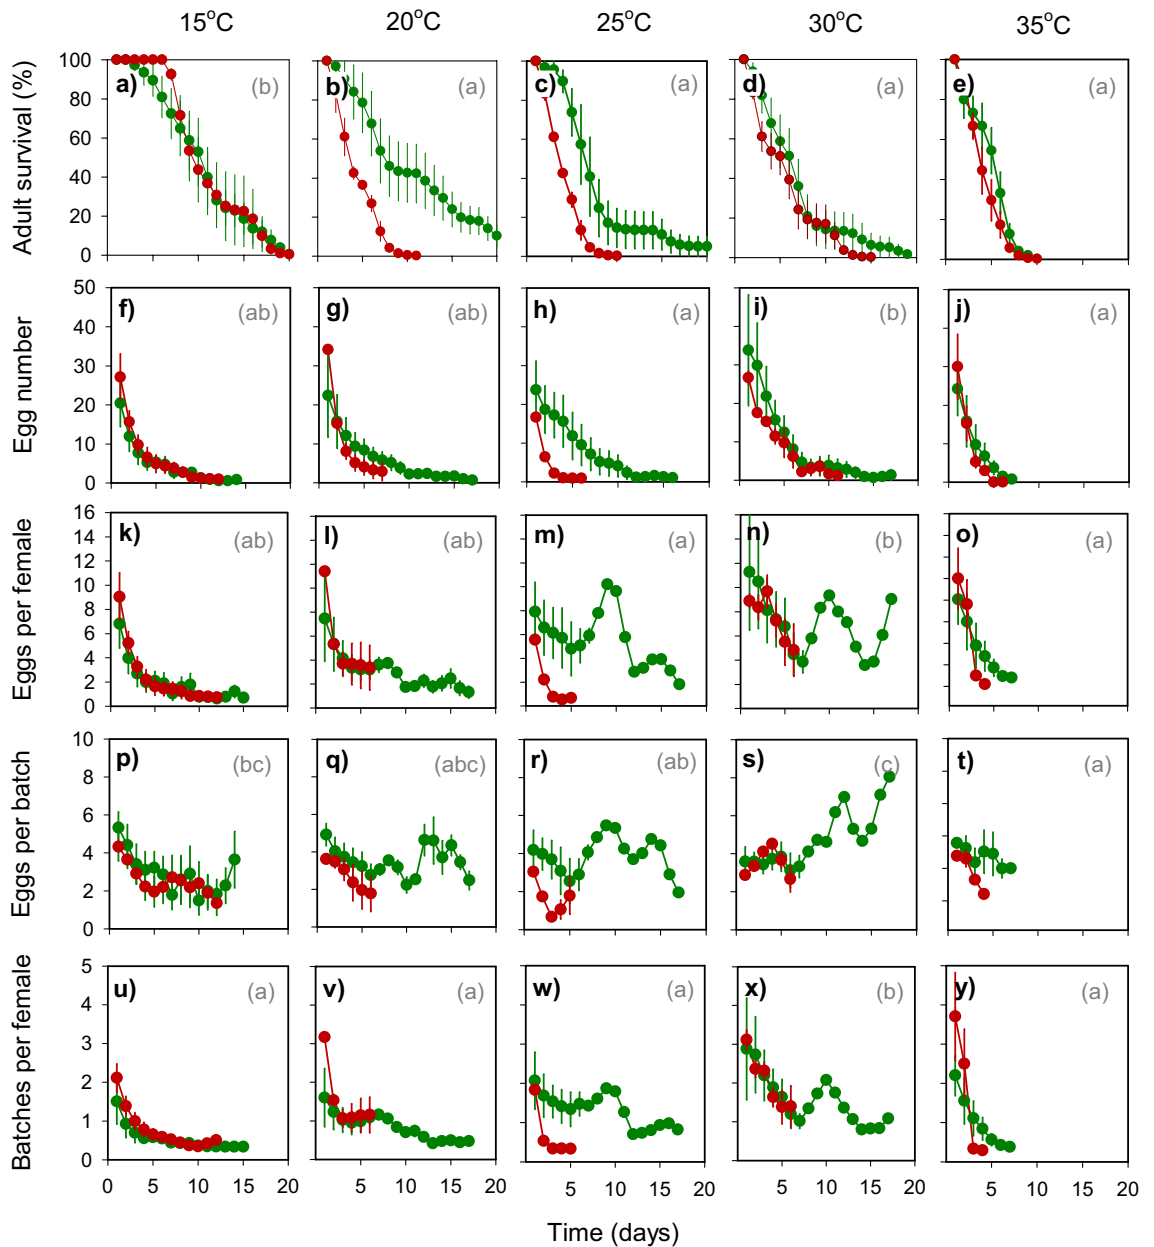 15°C 20°C 25°C 30°C 35°C
Adult survival (%)
100
80
60
40
20
0
a) (b)
b) (a)
c) (a)
d) (a)
e) (a)
Egg number
50
40
30
20
10
0
f) (ab)
g) (ab)
h) (a)
i) (b)
j) (a)
Eggs per female
16
14
12
10
8
6
4
2
0
k) (ab)
l) (ab)
m) (a)
n) (b)
o) (a)
Eggs per batch
10
8
6
4
2
0
p) (bc)
q) (abc)
r) (ab)
s) (c)
t) (a)
Batches per female
5
4
3
2
1
0
u) (a)
v) (a)
w) (a)
x) (b)
y) (a)
0 5 10 15 20 5 10 15 20 5 10 15 20 5 10 15 20 5 10 15 20
Time (days)